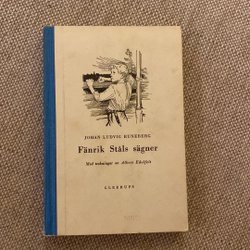 JOHAN LUDVIG RUNEBERG
Fänrik Ståls sägner
Med teckningar av Albert Edelfelt
GLEERUPS